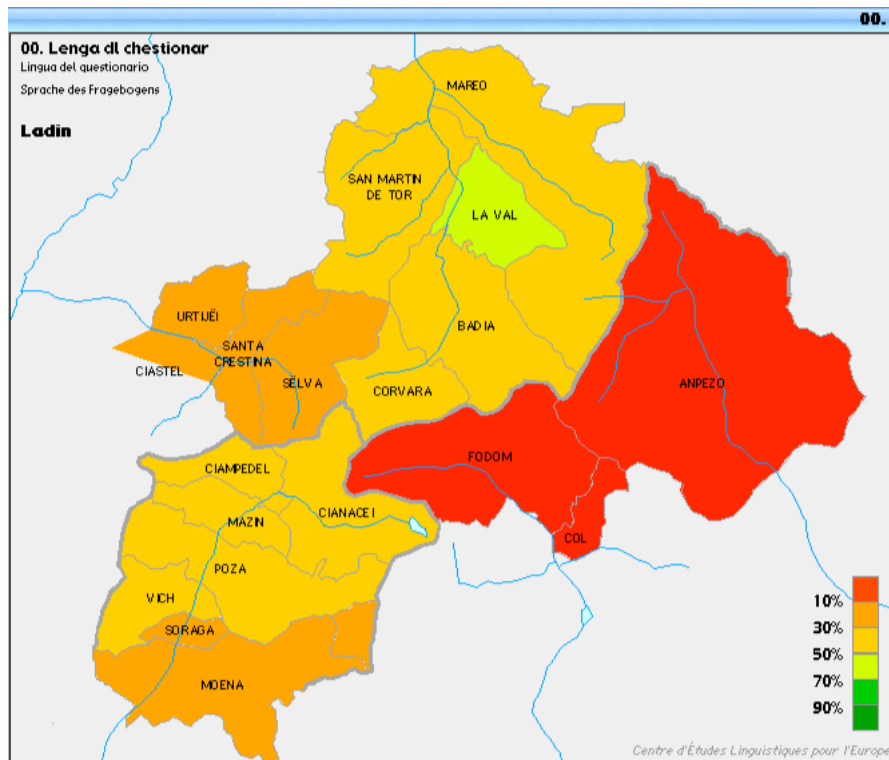 00.
00. Lenga dl chestionar
Lingua del questionario
Sprache des Fragebogens
Ladin
MAREO
SAN MARTIN
DE TOR
LA VAL
URTIJËI
SANTA
CRESTINA
CIASTEL
SËLVA
BADIA
CORVARA
ANPEZO
FODOM
CIAMPEDEL
MAZIN
CIANACEI
COL
POZA
VICH
SORAGA
MOENA
10%
30%
50%
70%
90%
Centre d'Études Linguistiques pour l'Europe